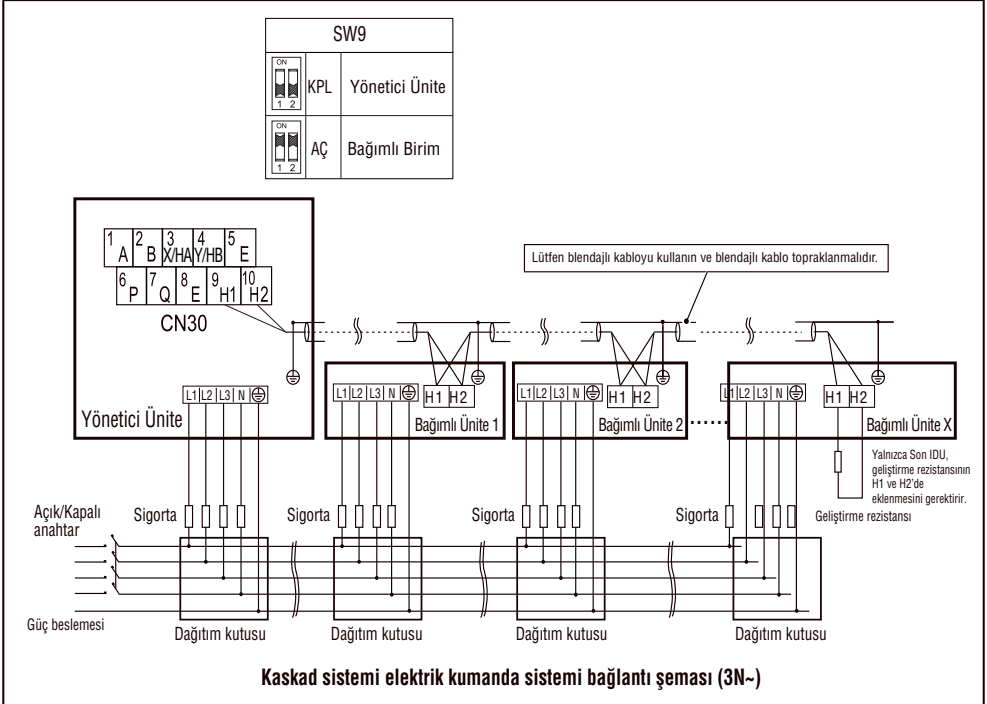 SW9
ON
1 2
KPL
Yönetici Ünite
ON
1 2
AÇ
Bağımlı Birim
1 A 2 B 3 X/HA 4 Y/HB 5 E
6 P 7 Q 8 E 9 H1 10 H2
CN30
Lütfen blendajlı kabloyu kullanın ve blendajlı kablo topraklanmalıdır.
L1 L2 L3 N
Yönetici Ünite
L1 L2 L3 N
H1 H2
Bağımlı Ünite 1
L1 L2 L3 N
H1 H2
Bağımlı Ünite 2
L1 L2 L3 N
H1 H2
Bağımlı Ünite X
Yalnızca Son IDU,
geliştirme rezistansının
H1 ve H2'de
eklenmesini gerektirir.
Açık/Kapalı
anahtar
Sigorta
Sigorta
Sigorta
Sigorta
Geliştirme rezistansı
Güç beslemesi
Dağıtım kutusu
Dağıtım kutusu
Dağıtım kutusu
Dağıtım kutusu
Kaskad sistemi elektrik kumanda sistemi bağlantı şeması (3N~)